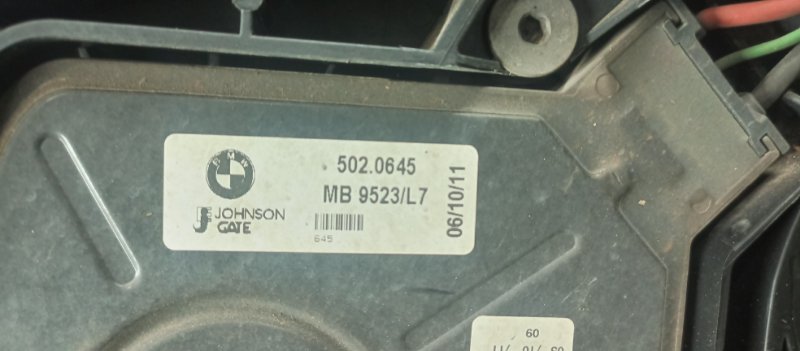 BMW
502.0645
MB 9523/L7
JOHNSON
GATE
645
06/10/11
60